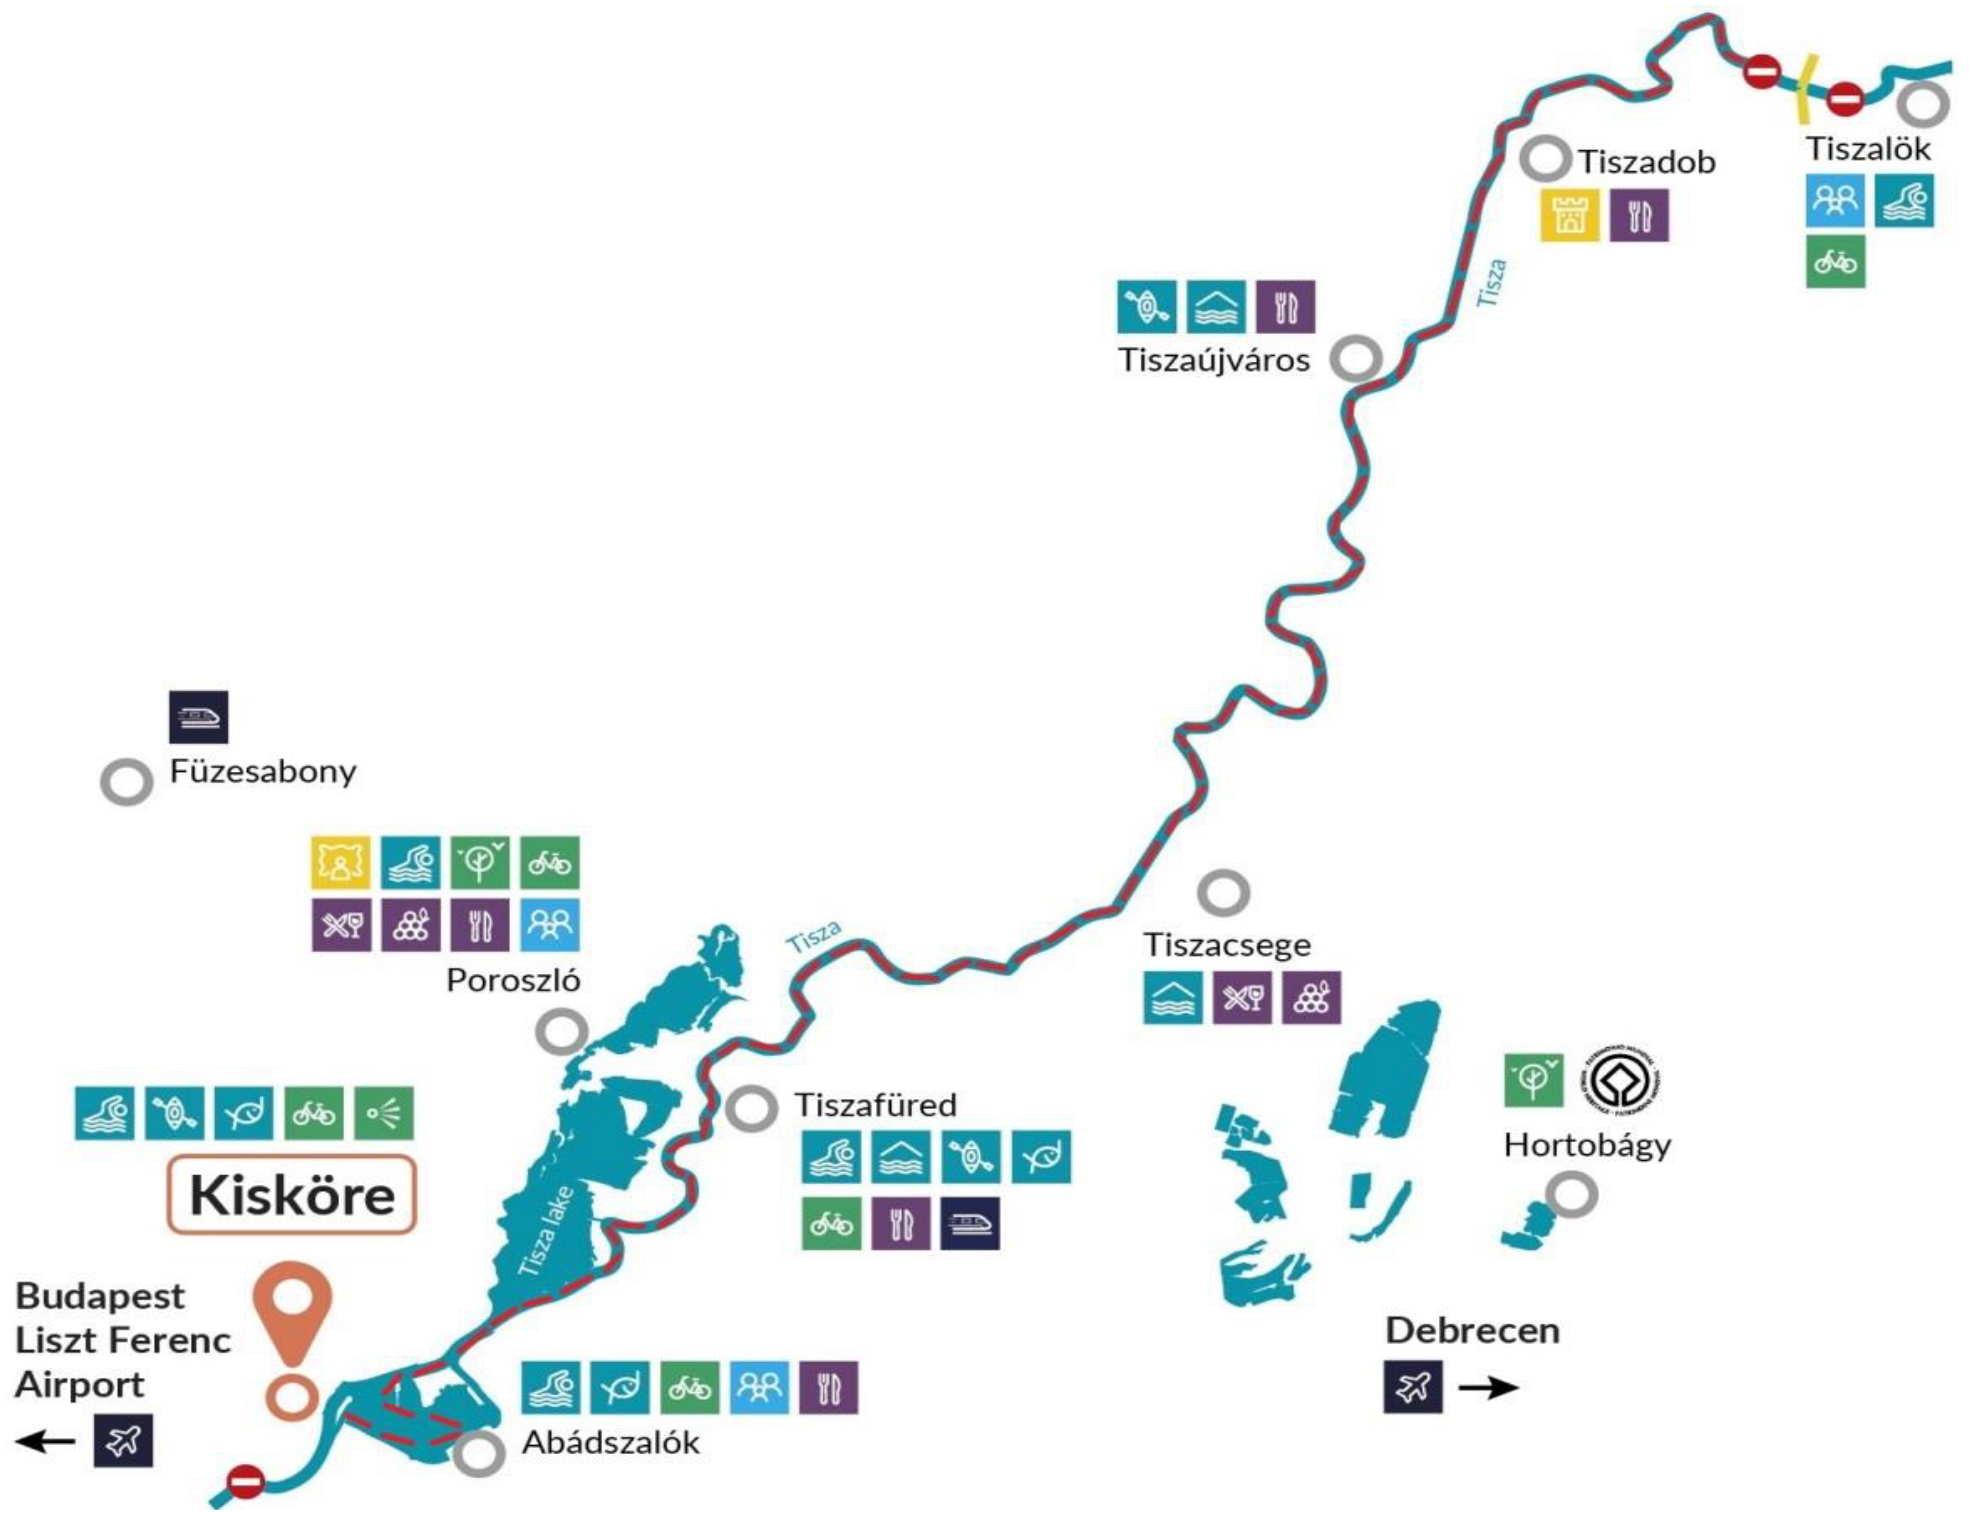 Tiszalök
Tiszadob
Tisza
Tiszaújváros
Füzesabony
Tisza
Tiszacsege
Poroszló
Tiszafüred
Hortobágy
Kisköre
Tisza lake
Budapest
Liszt Ferenc
Airport
Debrecen
Abádszalók